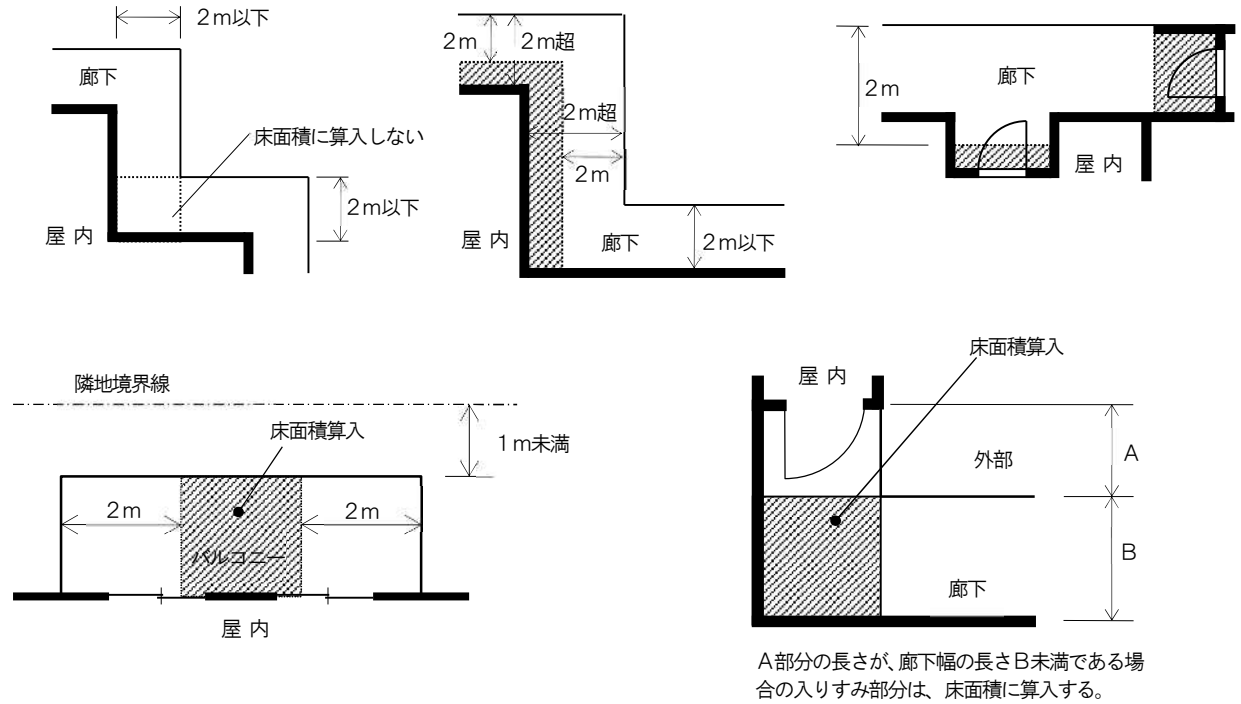 2ｍ以下
廊下
床面積に算入しない
2ｍ以下
屋 内
2ｍ
2ｍ超
2ｍ超
2ｍ
屋 内
廊下
2ｍ以下
2ｍ
廊下
屋 内
隣地境界線
床面積算入
1ｍ未満
2ｍ
2ｍ
バルコニー
屋 内
床面積算入
屋 内
外部
A
B
廊下
A部分の長さが、廊下幅の長さB未満である場
合の入りすみ部分は、床面積に算入する。